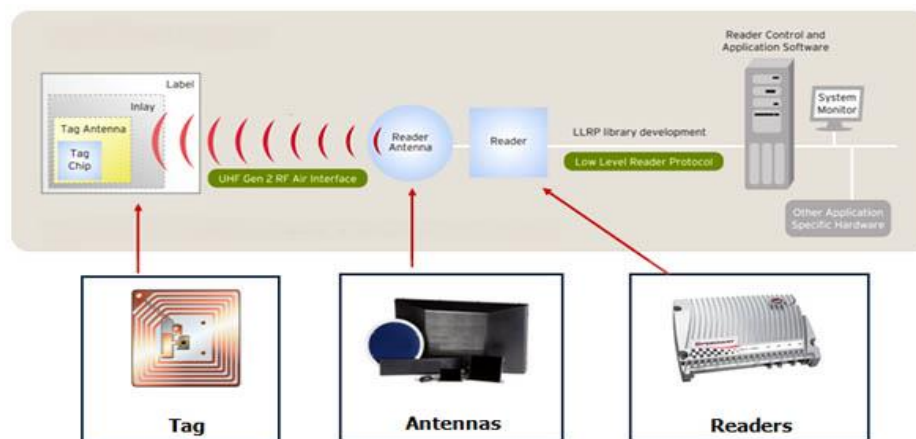 Reader Control and
Application Software
Label
Inlay
Tag Antenna
Tag
Chip
UHF Gen 2 RF Air Interface
Reader
Antenna
Reader
LLRP library development
Low Level Reader Protocol
System
Monitor
Other Application
Specific Hardware
Tag
Antennas
Readers